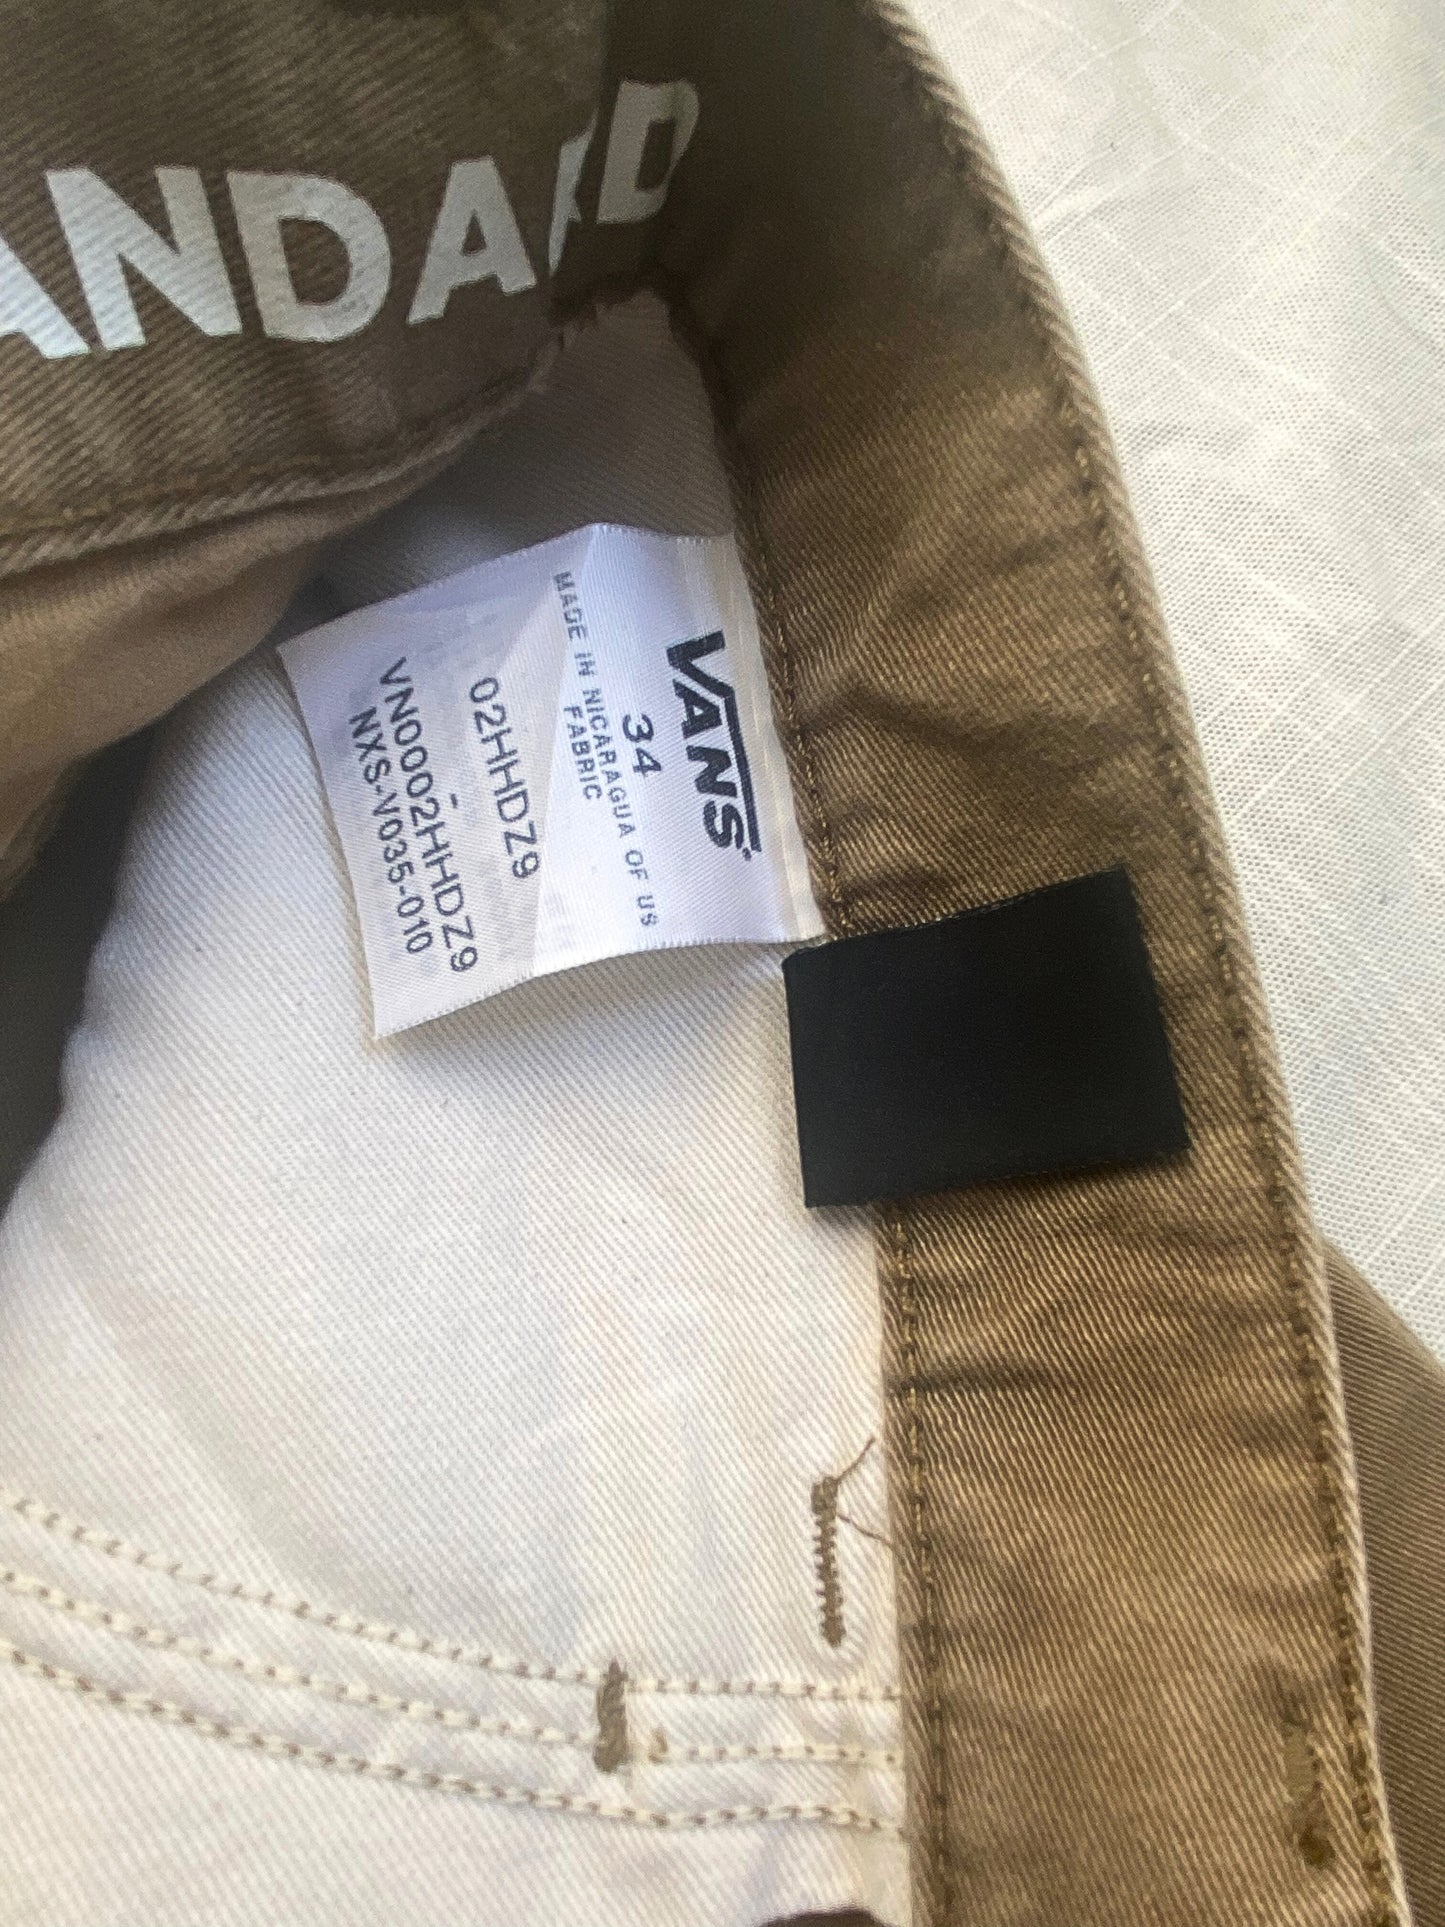 ANDARD
VANS
34
MADE IN NICARAGUA OF US
FABRIC
02HHDZ9
-
VN0002HHDZ9
NXS-V035-010